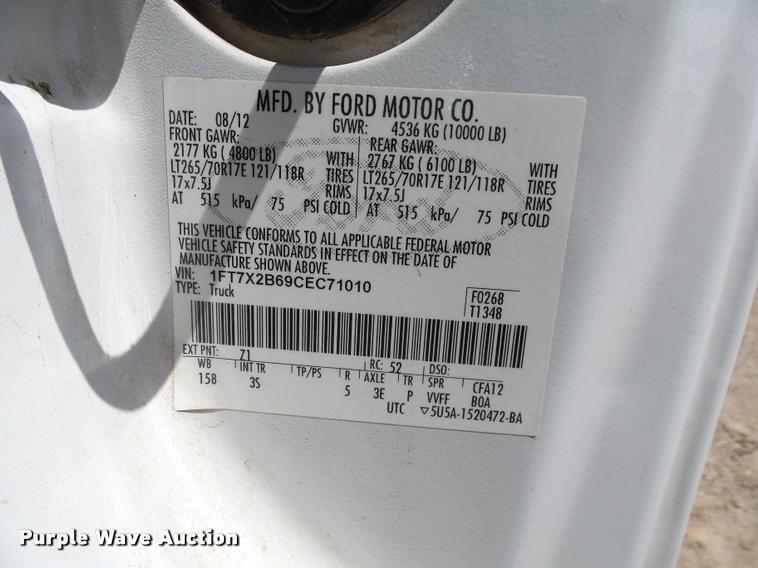 MFD. BY FORD MOTOR CO.
DATE: 08/12 GVWR: 4536 KG (10000 LB)
FRONT GAWR: REAR GAWR:
2177 KG ( 4800 LB) WITH 2767 KG ( 6100 LB) WITH
LT265/70R17E 121/118R TIRES LT265/70R17E 121/118R TIRES
17x7.5J RIMS 17x7.5J RIMS
AT 515 kPa/ 75 PSI COLD AT 515 kPa/ 75 PSI COLD
THIS VEHICLE CONFORMS TO ALL APPLICABLE FEDERAL MOTOR
VEHICLE SAFETY STANDARDS IN EFFECT ON THE DATE OF
MANUFACTURE SHOWN ABOVE.
VIN: 1FT7X2B69CEC71010 F0268
TYPE: Truck T1348
EXT PNT: Z1 RC: 52 DSO:
WB INT TR TP/PS R AXLE TR SPR CFA12
158 3S 5 3E P VVFF BOA
UTC ▽5U5A-1520472-BA
Purple Wave Auction